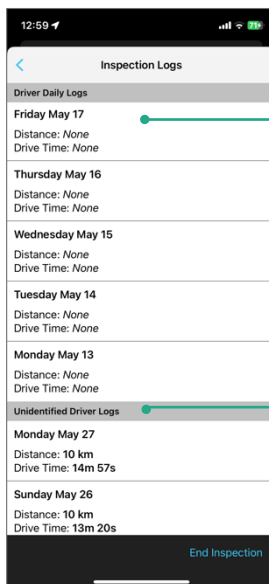 12:59
71
Inspection Logs
Driver Daily Logs
Friday May 17
Distance: None
Drive Time: None
Thursday May 16
Distance: None
Drive Time: None
Wednesday May 15
Distance: None
Drive Time: None
Tuesday May 14
Distance: None
Drive Time: None
Monday May 13
Distance: None
Drive Time: None
Unidentified Driver Logs
Monday May 27
Distance: 10 km
Drive Time: 14m 57s
Sunday May 26
Distance: 10 km
Drive Time: 13m 20s
End Inspection